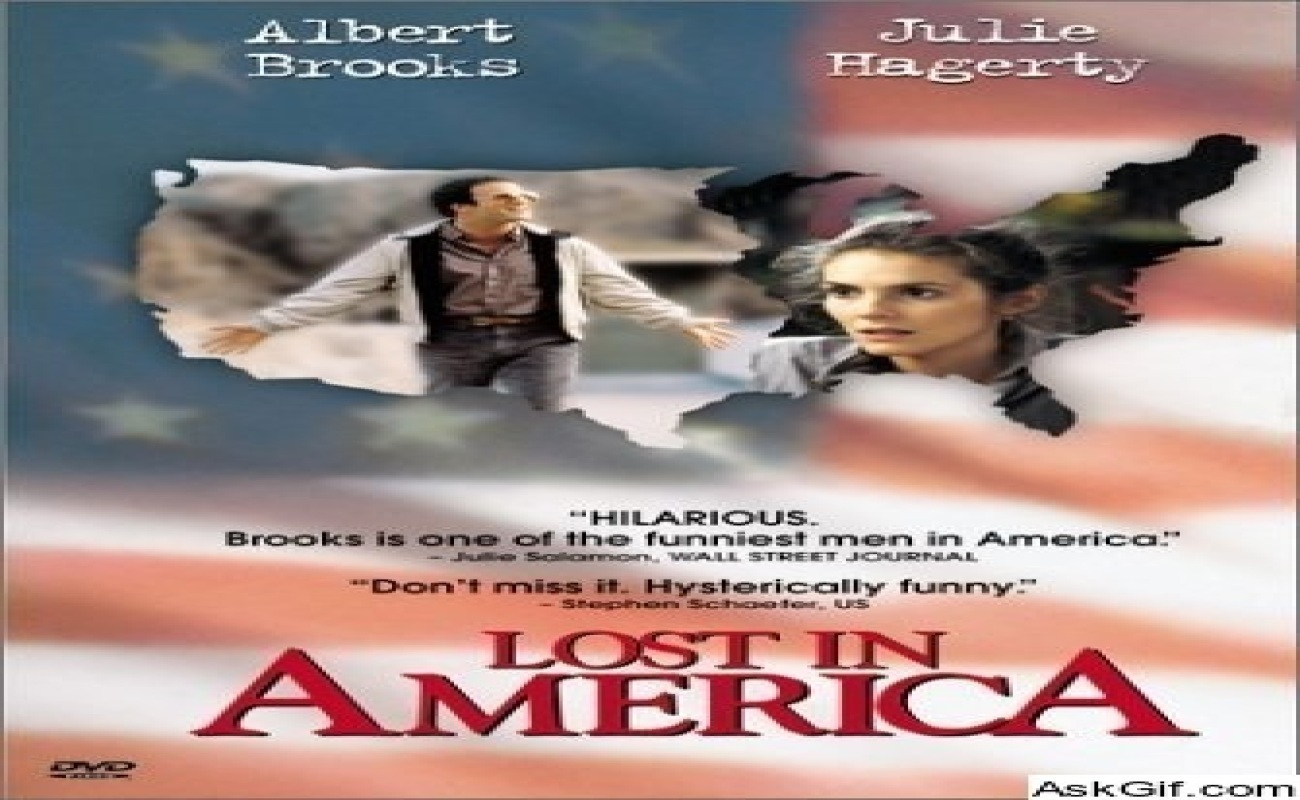 Albert
Brooks
Julie
Hagerty
"HILARIOUS.
Brooks is one of the funniest men in America."
– Julie Salamon, WALL STREET JOURNAL
"Don't miss it. Hysterically funny."
– Stephen Schaefer, US
LOST IN
AMERICA
DVD
AskGif.com